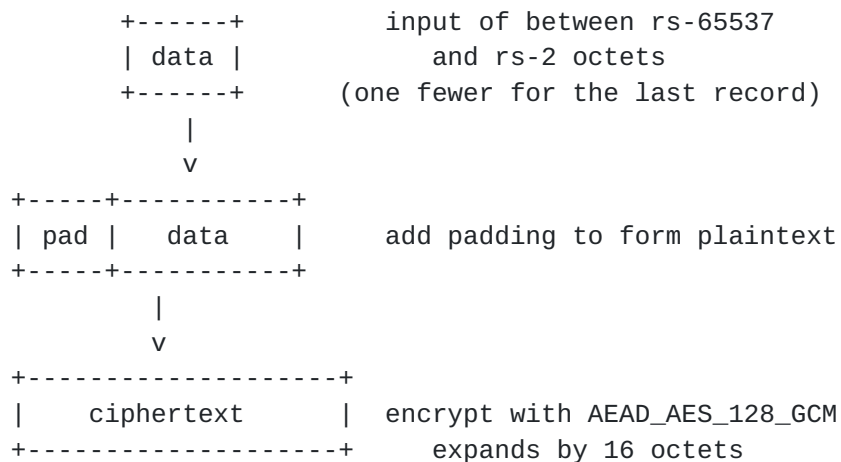 +------+         input of between rs-65537
| data |            and rs-2 octets
+------+      (one fewer for the last record)
|
v
+-----+-----------+
| pad |   data    |     add padding to form plaintext
+-----+-----------+
|
v
+--------------------+
|    ciphertext      |  encrypt with AEAD_AES_128_GCM
+--------------------+     expands by 16 octets